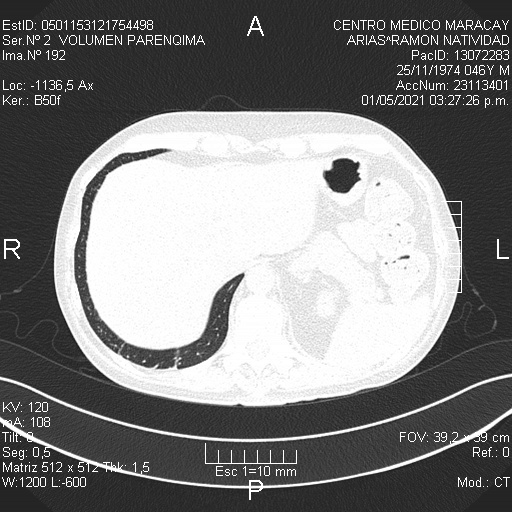 EstID: 0501153121754498
Ser.Nº 2 VOLUMEN PARENQIMA
Ima.Nº 192
Loc: -1136,5 Ax
Ker.: B50f
A
CENTRO MEDICO MARACAY
ARIAS^RAMON NATIVIDAD
PacID: 13072283
25/11/1974 046Y M
AccNum: 23113401
01/05/2021 03:27:26 p.m.
R
L
KV: 120
mA: 108
Tilt: 0
Seg: 0,5
Matriz 512 x 512 Thk: 1,5
W:1200 L:-600
Esc 1=10 mm
P
FOV: 39,2 x 39 cm
Ref.: 0
Mod.: CT